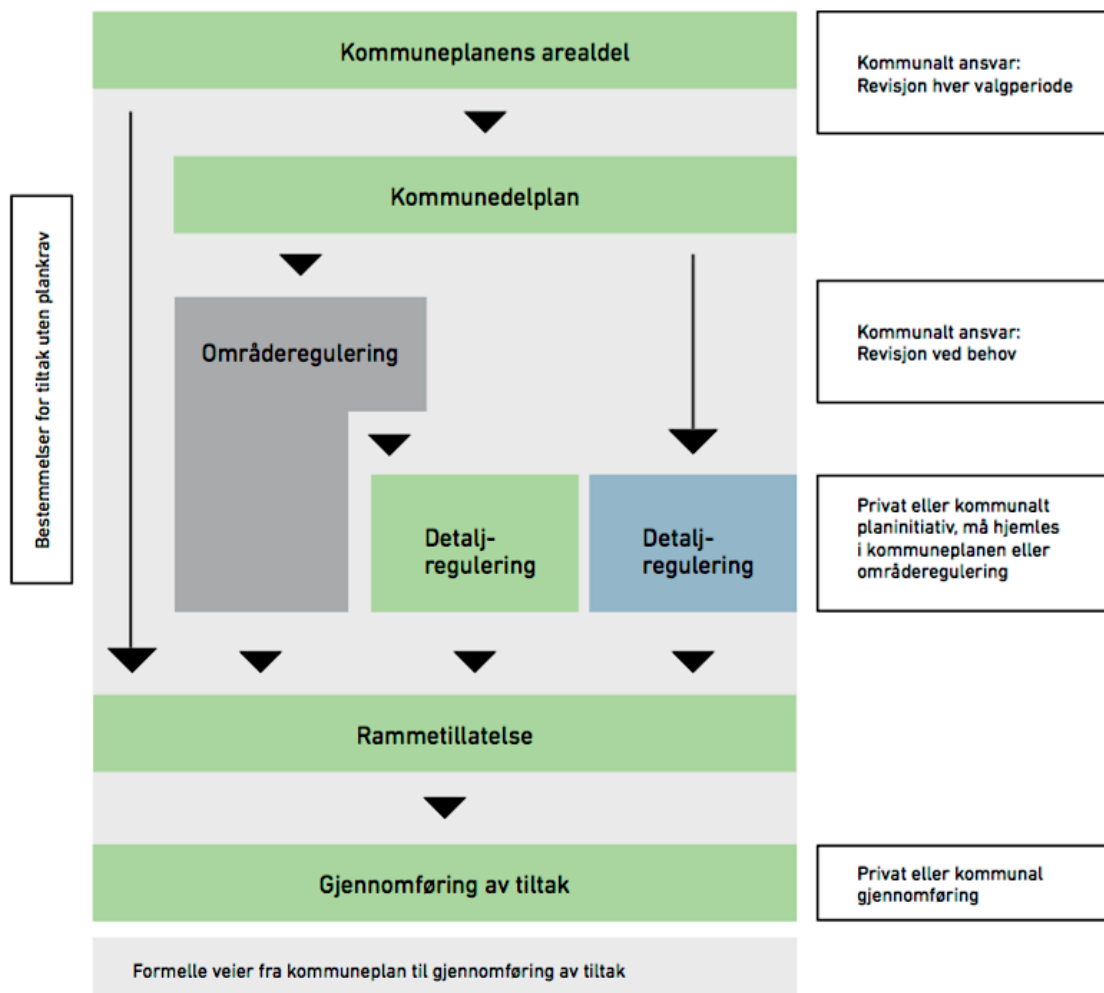 Kommuneplanens arealdel
Kommunalt ansvar:
Revisjon hver valgperiode
Kommunedelplan
Bestemmelser for tiltak uten plankrav
Områderegulering
Kommunalt ansvar:
Revisjon ved behov
Detalj-
regulering
Detalj-
regulering
Privat eller kommunalt
planinitiativ, må hjemles
i kommuneplanen eller
områderegulering
Rammetillatelse
Gjennomføring av tiltak
Privat eller kommunal
gjennomføring
Formelle veier fra kommuneplan til gjennomføring av tiltak